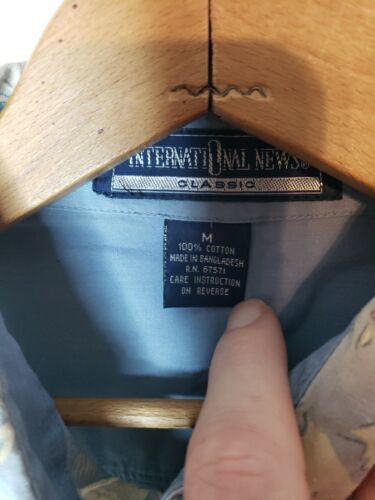 INTERNATIONAL NEWS
CLASSIC
M
100% COTTON
MADE IN BANGLADESH
R.N. 67571
CARE INSTRUCTION
ON REVERSE